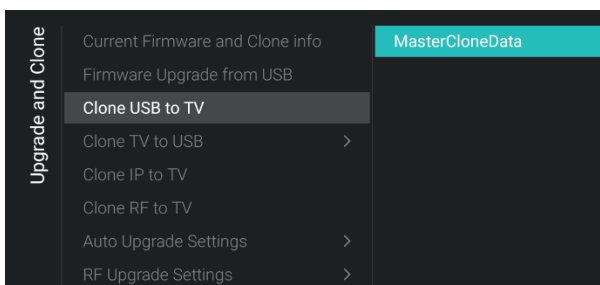 Upgrade and Clone
Current Firmware and Clone info
Firmware Upgrade from USB
Clone USB to TV
Clone TV to USB
Clone IP to TV
Clone RF to TV
Auto Upgrade Settings
RF Upgrade Settings
MasterCloneData